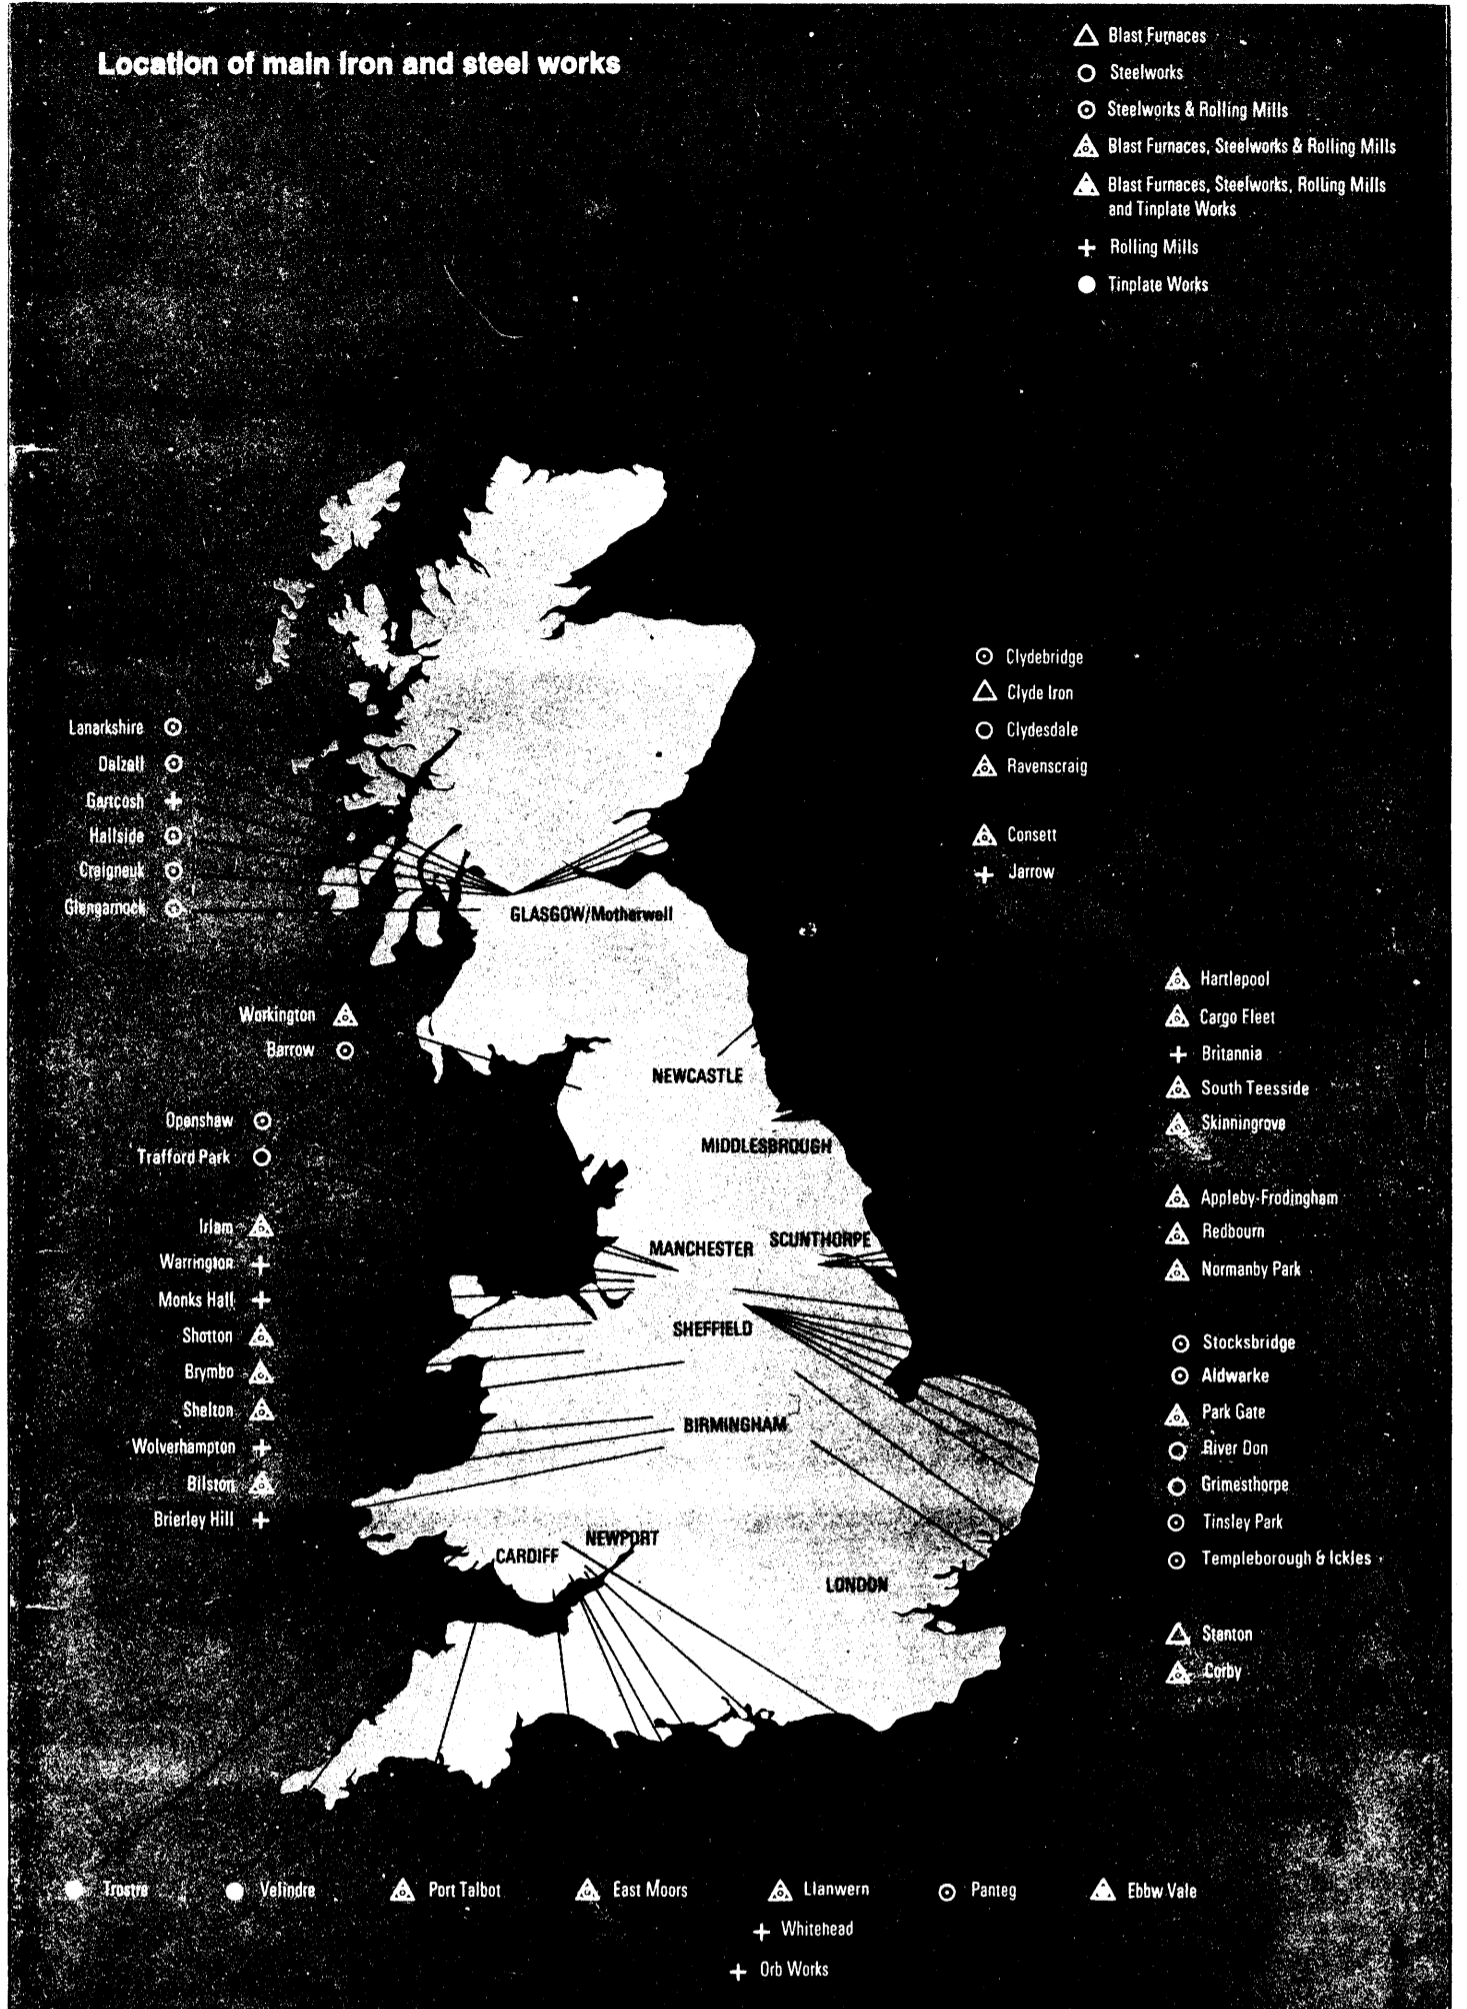 Location of main iron and steel works
Blast Furnaces
Steelworks
Steelworks & Rolling Mills
Blast Furnaces, Steelworks & Rolling Mills
Blast Furnaces, Steelworks, Rolling Mills
and Tinplate Works
Rolling Mills
Tinplate Works
Lanarkshire
Dalzell
Gartcosh
Hallside
Craigneuk
Glengarnock
Clydebridge
Clyde Iron
Clydesdale
Ravenscraig
Consett
Jarrow
GLASGOW/Motherwell
Workington
Barrow
Openshaw
Trafford Park
Irlam
Warrington
Monks Hall
Shotton
Brymbo
Shelton
Wolverhampton
Bilston
Brierley Hill
NEWCASTLE
MIDDLESBROUGH
MANCHESTER
SCUNTHORPE
SHEFFIELD
BIRMINGHAM
NEWPORT
CARDIFF
LONDON
Hartlepool
Cargo Fleet
Britannia
South Teesside
Skinningrove
Appleby-Frodingham
Redbourn
Normanby Park
Stocksbridge
Aldwarke
Park Gate
River Don
Grimesthorpe
Tinsley Park
Templeborough & Ickles
Stanton
Corby
Trostre
Velindre
Port Talbot
East Moors
Llanwern
Panteg
Ebbw Vale
Whitehead
Orb Works